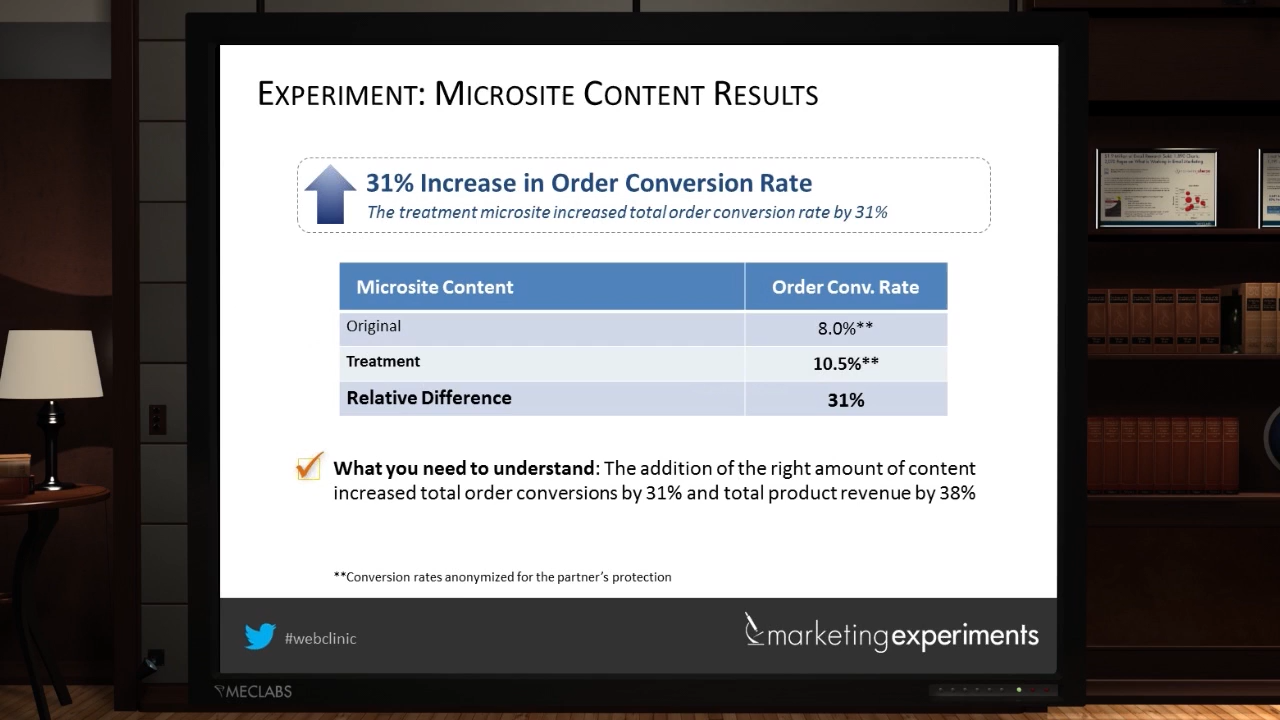 EXPERIMENT: MICROSITE CONTENT RESULTS
31% Increase in Order Conversion Rate
The treatment microsite increased total order conversion rate by 31%
Microsite Content Order Conv. Rate
Original 8.0%**
Treatment 10.5%**
Relative Difference 31%
What you need to understand: The addition of the right amount of content
increased total order conversions by 31% and total product revenue by 38%
**Conversion rates anonymized for the partner's protection
#webclinic
marketingexperiments
MECLABS